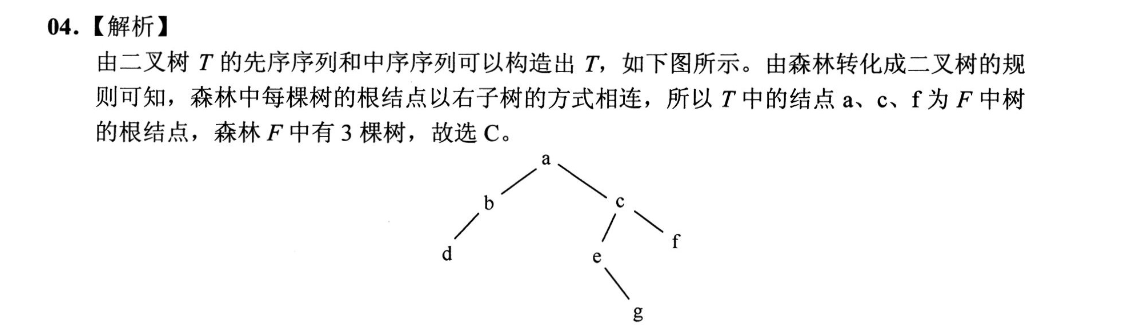 04.【解析】
由二叉树 T 的先序序列和中序序列可以构造出 T，如下图所示。由森林转化成二叉树的规
则可知，森林中每棵树的根结点以右子树的方式相连，所以 T 中的结点 a、c、f 为 F 中树
的根结点，森林 F 中有 3 棵树，故选 C。
a
b
c
d
e
f
g